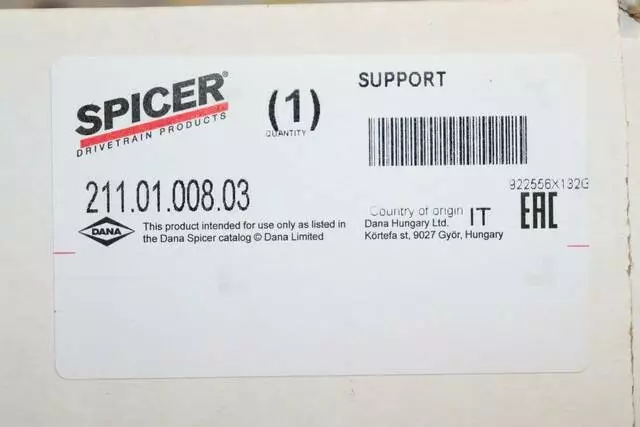 SPICER®
DRIVETRAIN PRODUCTS
(1)
QUANTITY
SUPPORT
922556X132G
211.01.008.03
Country of origin IT
EAC
DANA
This product intended for use only as listed in
the Dana Spicer catalog © Dana Limited
Dana Hungary Ltd.
Körtefa st, 9027 Győr, Hungary